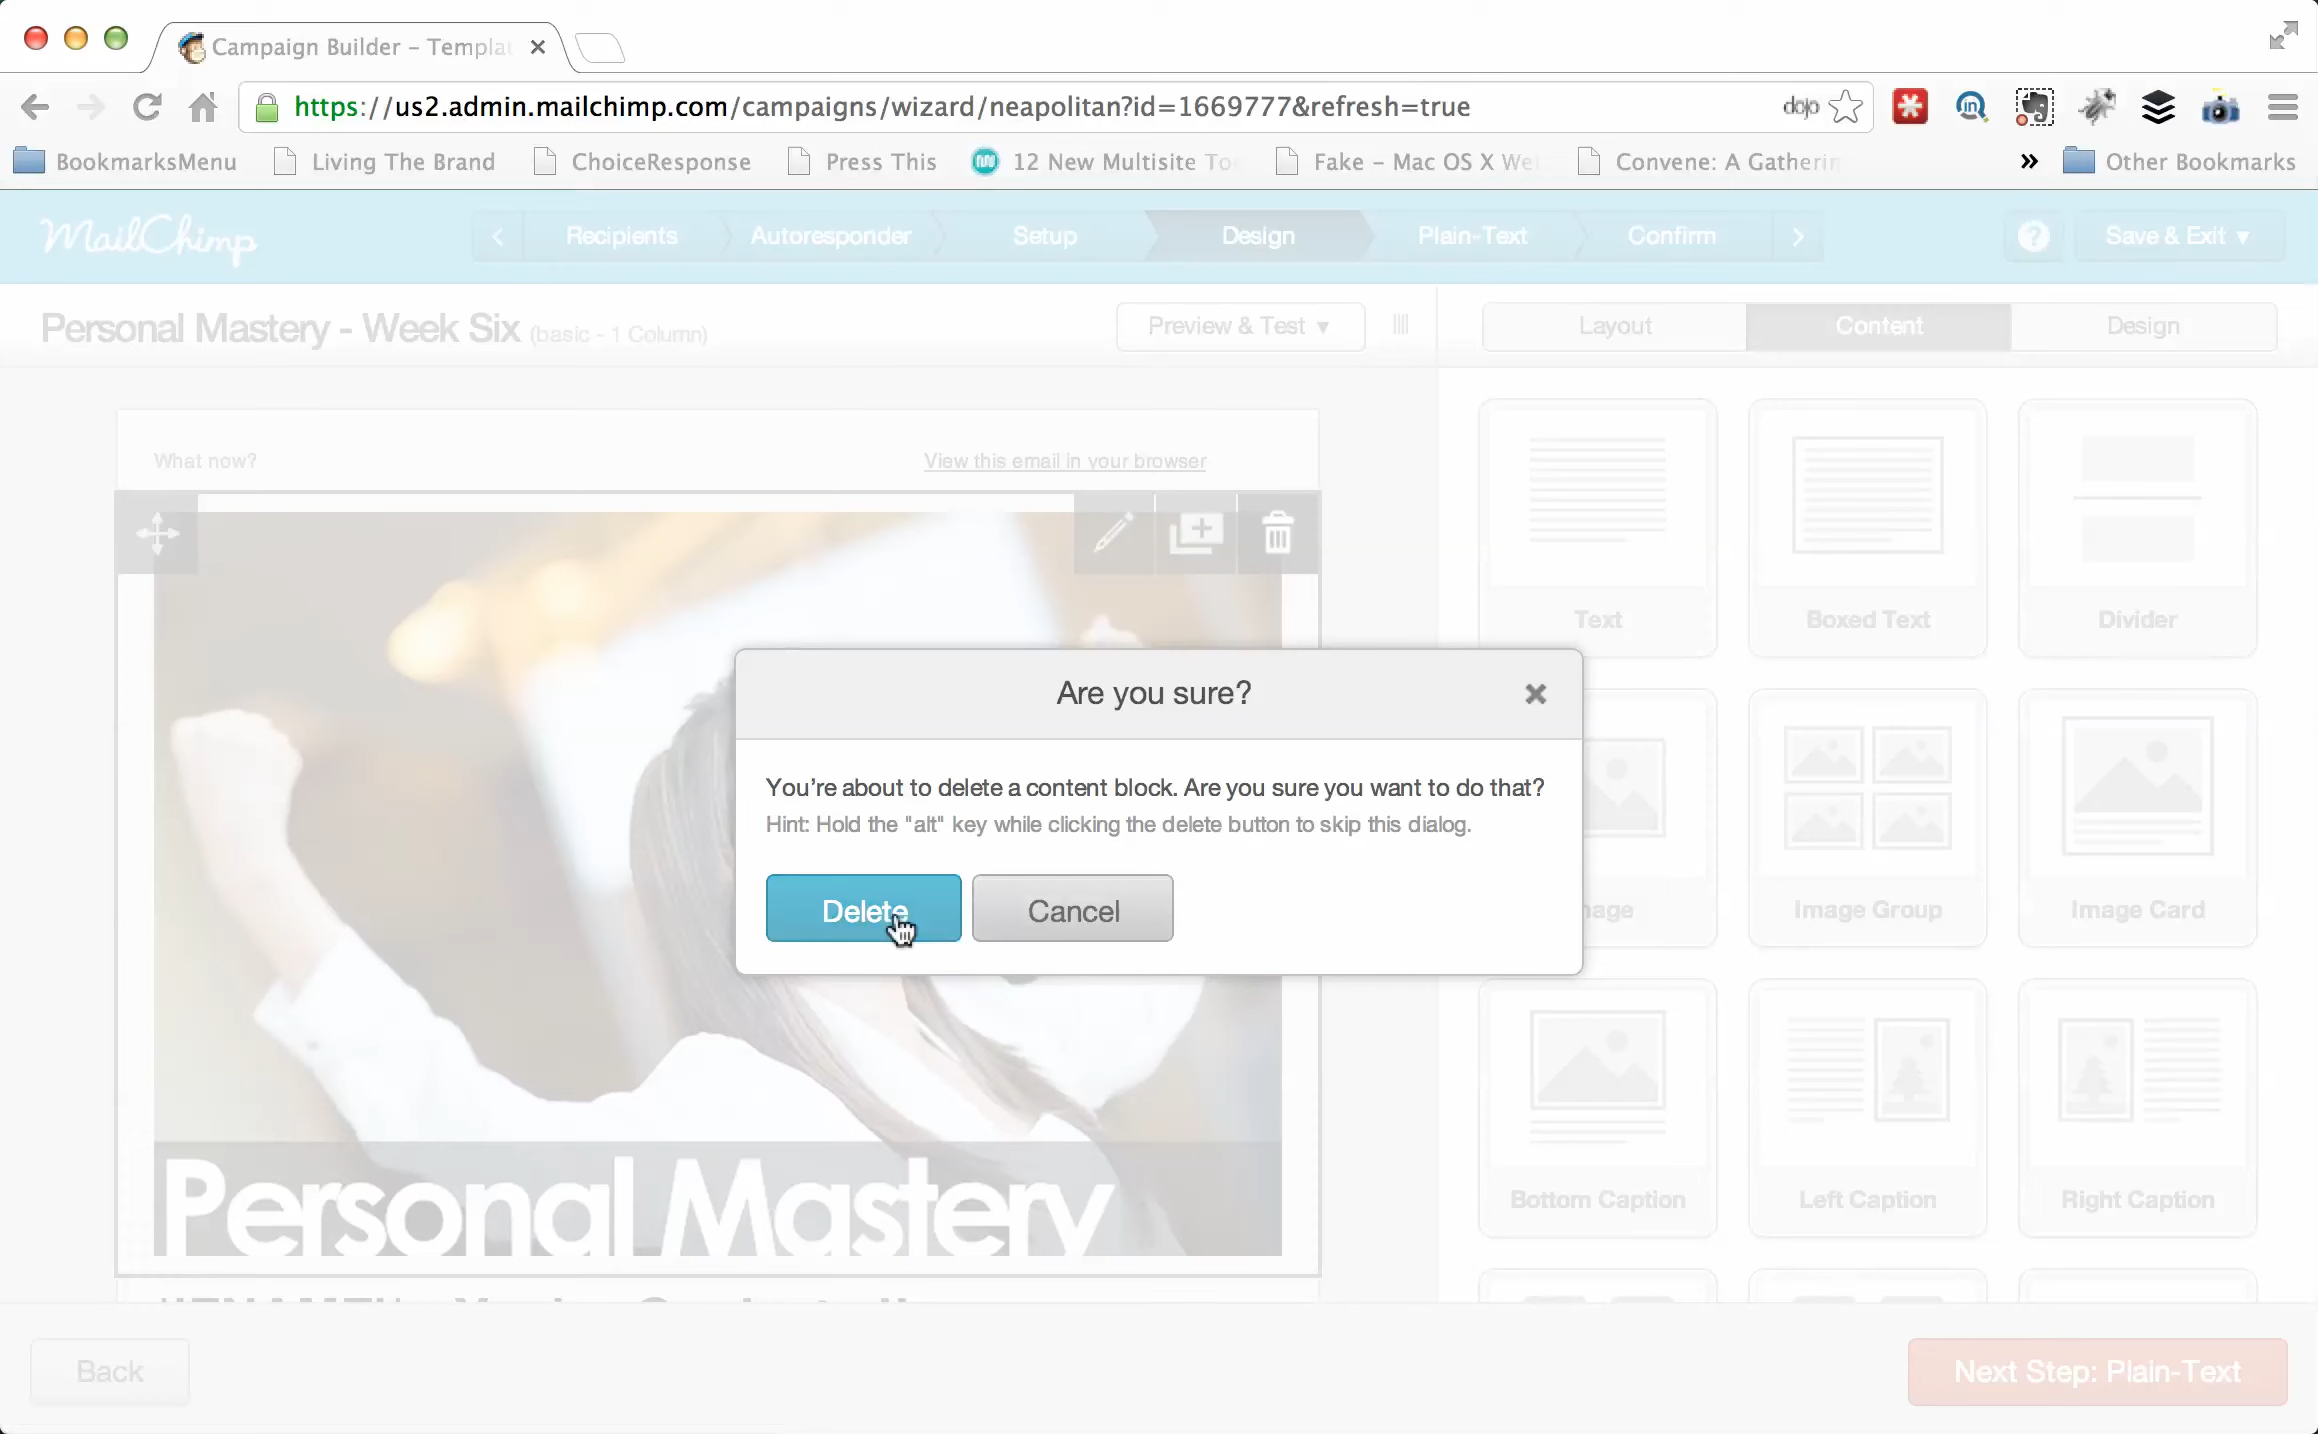 Campaign Builder – Templat
https://us2.admin.mailchimp.com/campaigns/wizard/neapolitan?id=1669777&refresh=true
dojo
BookmarksMenu
Living The Brand
ChoiceResponse
Press This
12 New Multisite To
Fake – Mac OS X We
Convene: A Gatherin
»
Other Bookmarks
MailChimp
Recipients
Autoresponder
Setup
Design
Plain-Text
Confirm
?
Save & Exit ▾
Personal Mastery - Week Six (basic - 1 Column)
Preview & Test ▾
Layout
Content
Design
What now?
View this email in your browser
Text
Boxed Text
Divider
Are you sure?
You're about to delete a content block. Are you sure you want to do that?
Hint: Hold the "alt" key while clicking the delete button to skip this dialog.
Delete
Cancel
mage
Image Group
Image Card
Bottom Caption
Left Caption
Right Caption
Personal Mastery
Back
Next Step: Plain-Text